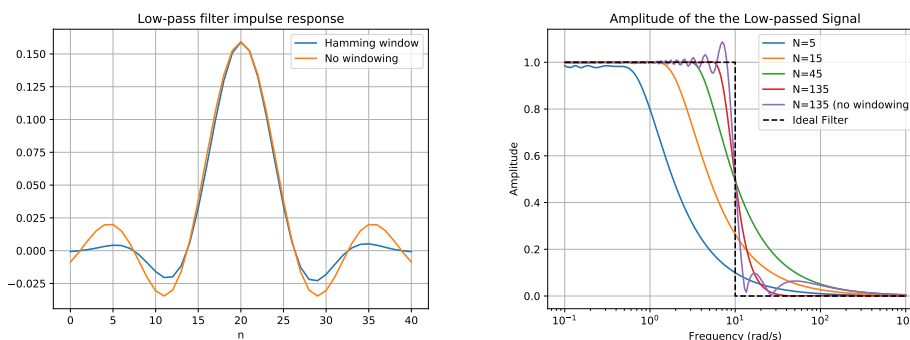 Low-pass filter impulse response
0.150
0.125
0.100
0.075
0.050
0.025
0.000
−0.025
0
5
10
15
20
25
30
35
40
n
Hamming window
No windowing
Amplitude of the the Low-passed Signal
Amplitude
1.0
0.8
0.6
0.4
0.2
0.0
10⁻¹
10⁰
10¹
10²
10
Frequency (rad/s)
N=5
N=15
N=45
N=135
N=135 (no windowing
Ideal Filter